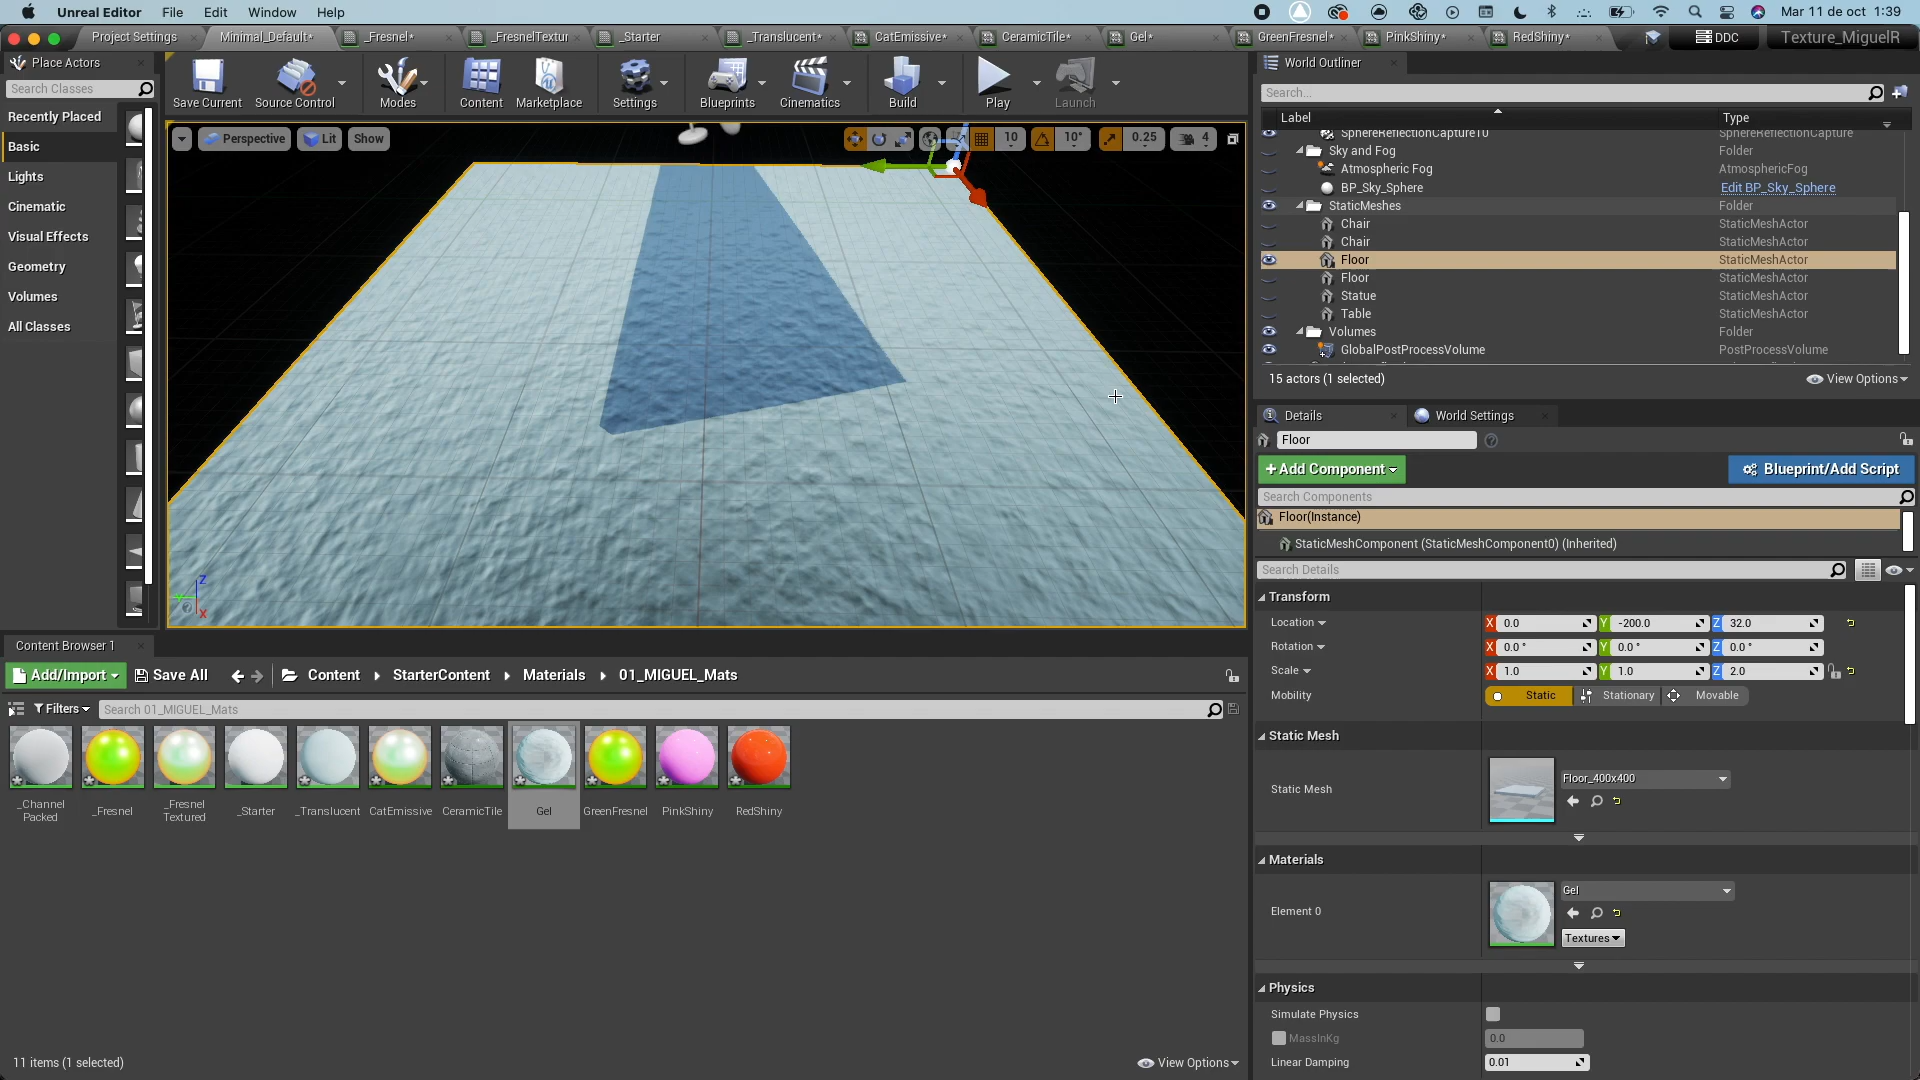 Unreal Editor File Edit Window Help
Mar 11 de oct 1:39
Project Settings
Minimal_Default*
_Fresnel*
_FresnelTextur
_Starter
_Translucent*
CatEmissive*
CeramicTile*
Gel*
GreenFresnel*
PinkShiny*
RedShiny*
DDC
Texture_MiguelR
Place Actors
Search Classes
Recently Placed
Basic
Lights
Cinematic
Visual Effects
Geometry
Volumes
All Classes
Save Current
Source Control
Modes
Content
Marketplace
Settings
Blueprints
Cinematics
Build
Play
Launch
Perspective
Lit
Show
10
10°
0.25
4
Z
X
World Outliner
Search...
Label Type
SphereReflectionCapture10 SphereReflectionCapture
Sky and Fog Folder
Atmospheric Fog AtmosphericFog
BP_Sky_Sphere Edit BP_Sky_Sphere
StaticMeshes Folder
Chair StaticMeshActor
Chair StaticMeshActor
Floor StaticMeshActor
Floor StaticMeshActor
Statue StaticMeshActor
Table StaticMeshActor
Volumes Folder
GlobalPostProcessVolume PostProcessVolume
15 actors (1 selected) View Options
Details
World Settings
Floor
+Add Component
Blueprint/Add Script
Search Components
Floor(Instance)
StaticMeshComponent (StaticMeshComponent0) (Inherited)
Search Details
Transform
Location X 0.0 Y -200.0 Z 32.0
Rotation X 0.0 ° Y 0.0 ° Z 0.0 °
Scale X 1.0 Y 1.0 Z 2.0
Mobility Static Stationary Movable
Static Mesh
Static Mesh
Floor_400x400
Materials
Element 0
Gel
Textures
Physics
Simulate Physics
MassInKg 0.0
Linear Damping 0.01
Content Browser 1
Add/Import Save All Content StarterContent Materials 01_MIGUEL_Mats
Filters Search 01_MIGUEL_Mats
_Channel Packed
_Fresnel
_Fresnel Textured
_Starter
_Translucent
CatEmissive
CeramicTile
Gel
GreenFresnel
PinkShiny
RedShiny
11 items (1 selected) View Options